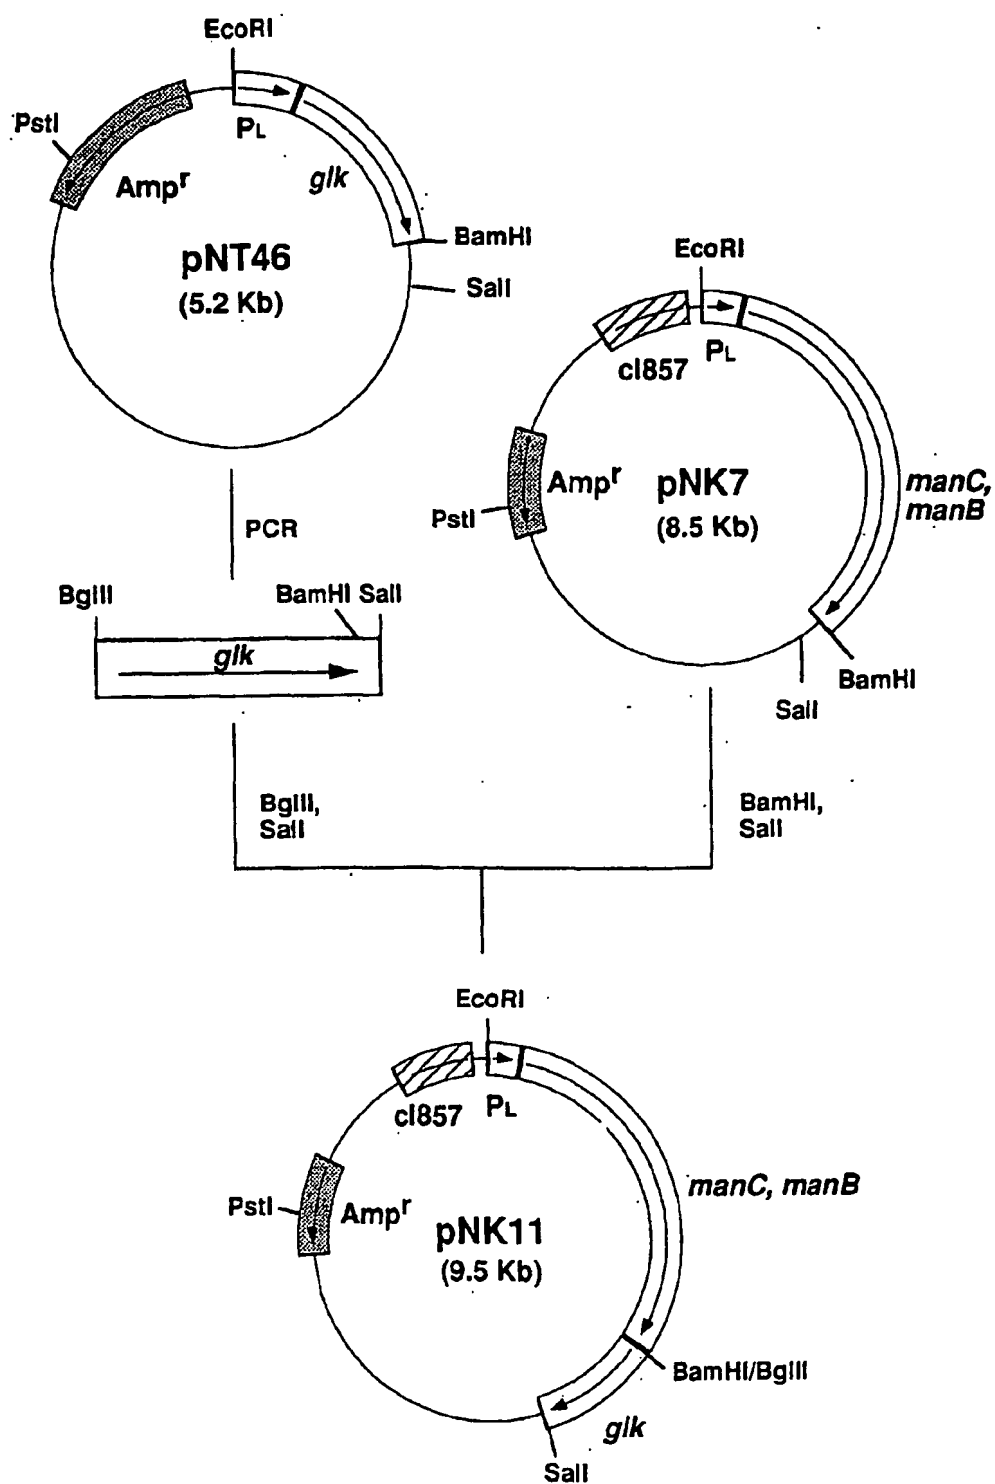 EcoRI
PstI
PL
Ampr
glk
pNT46
(5.2 Kb)
BamHI
SalI
EcoRI
cI857
PL
Ampr
PstI
pNK7
(8.5 Kb)
manC,
manB
BamHI
SalI
PCR
BglII
BamHI SalI
glk
BglII,
SalI
BamHI,
SalI
EcoRI
cI857
PL
PstI
Ampr
manC, manB
pNK11
(9.5 Kb)
BamHI/BglII
glk
SalI